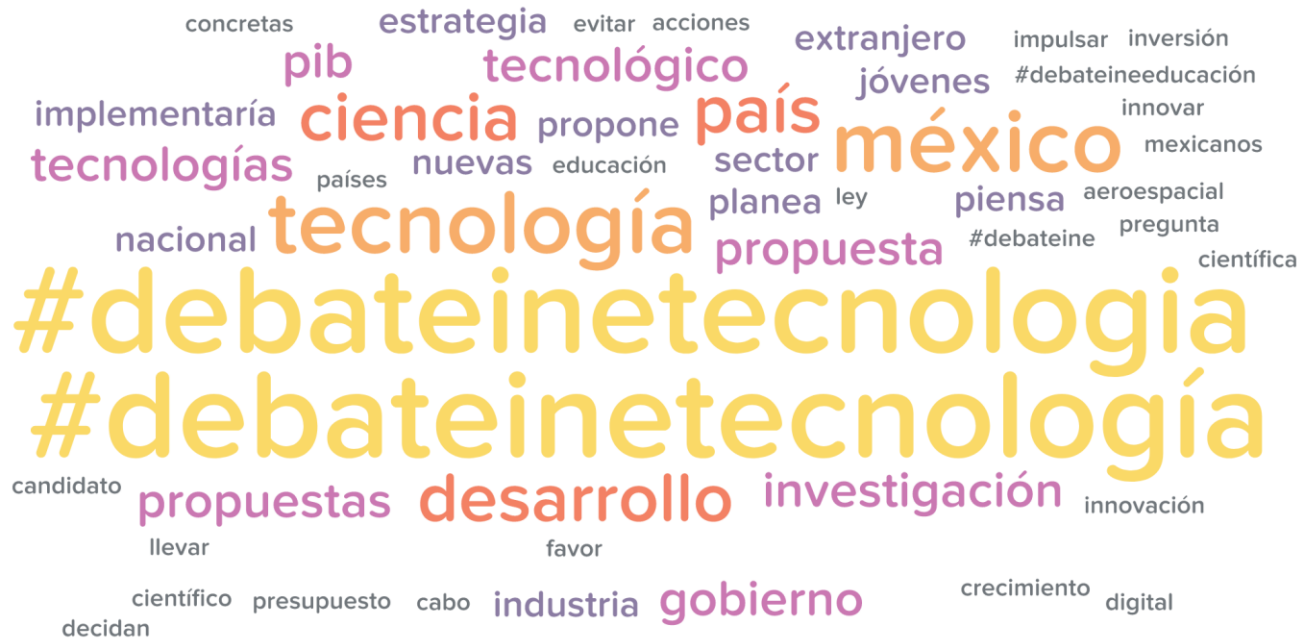 concretas estrategia evitar acciones
pib tecnológico extranjero impulsar inversión
jóvenes #debateineeducación
implementaría ciencia propone país méxico innovar
tecnologías países nuevas educación sector mexicanos
nacional tecnología planea ley piensa aeroespacial
propuesta #debateine pregunta
científica
#debateinetecnologia
#debateinetecnología
candidato propuestas desarrollo investigación innovación
llevar favor
científico presupuesto cabo industria gobierno crecimiento digital
decidan